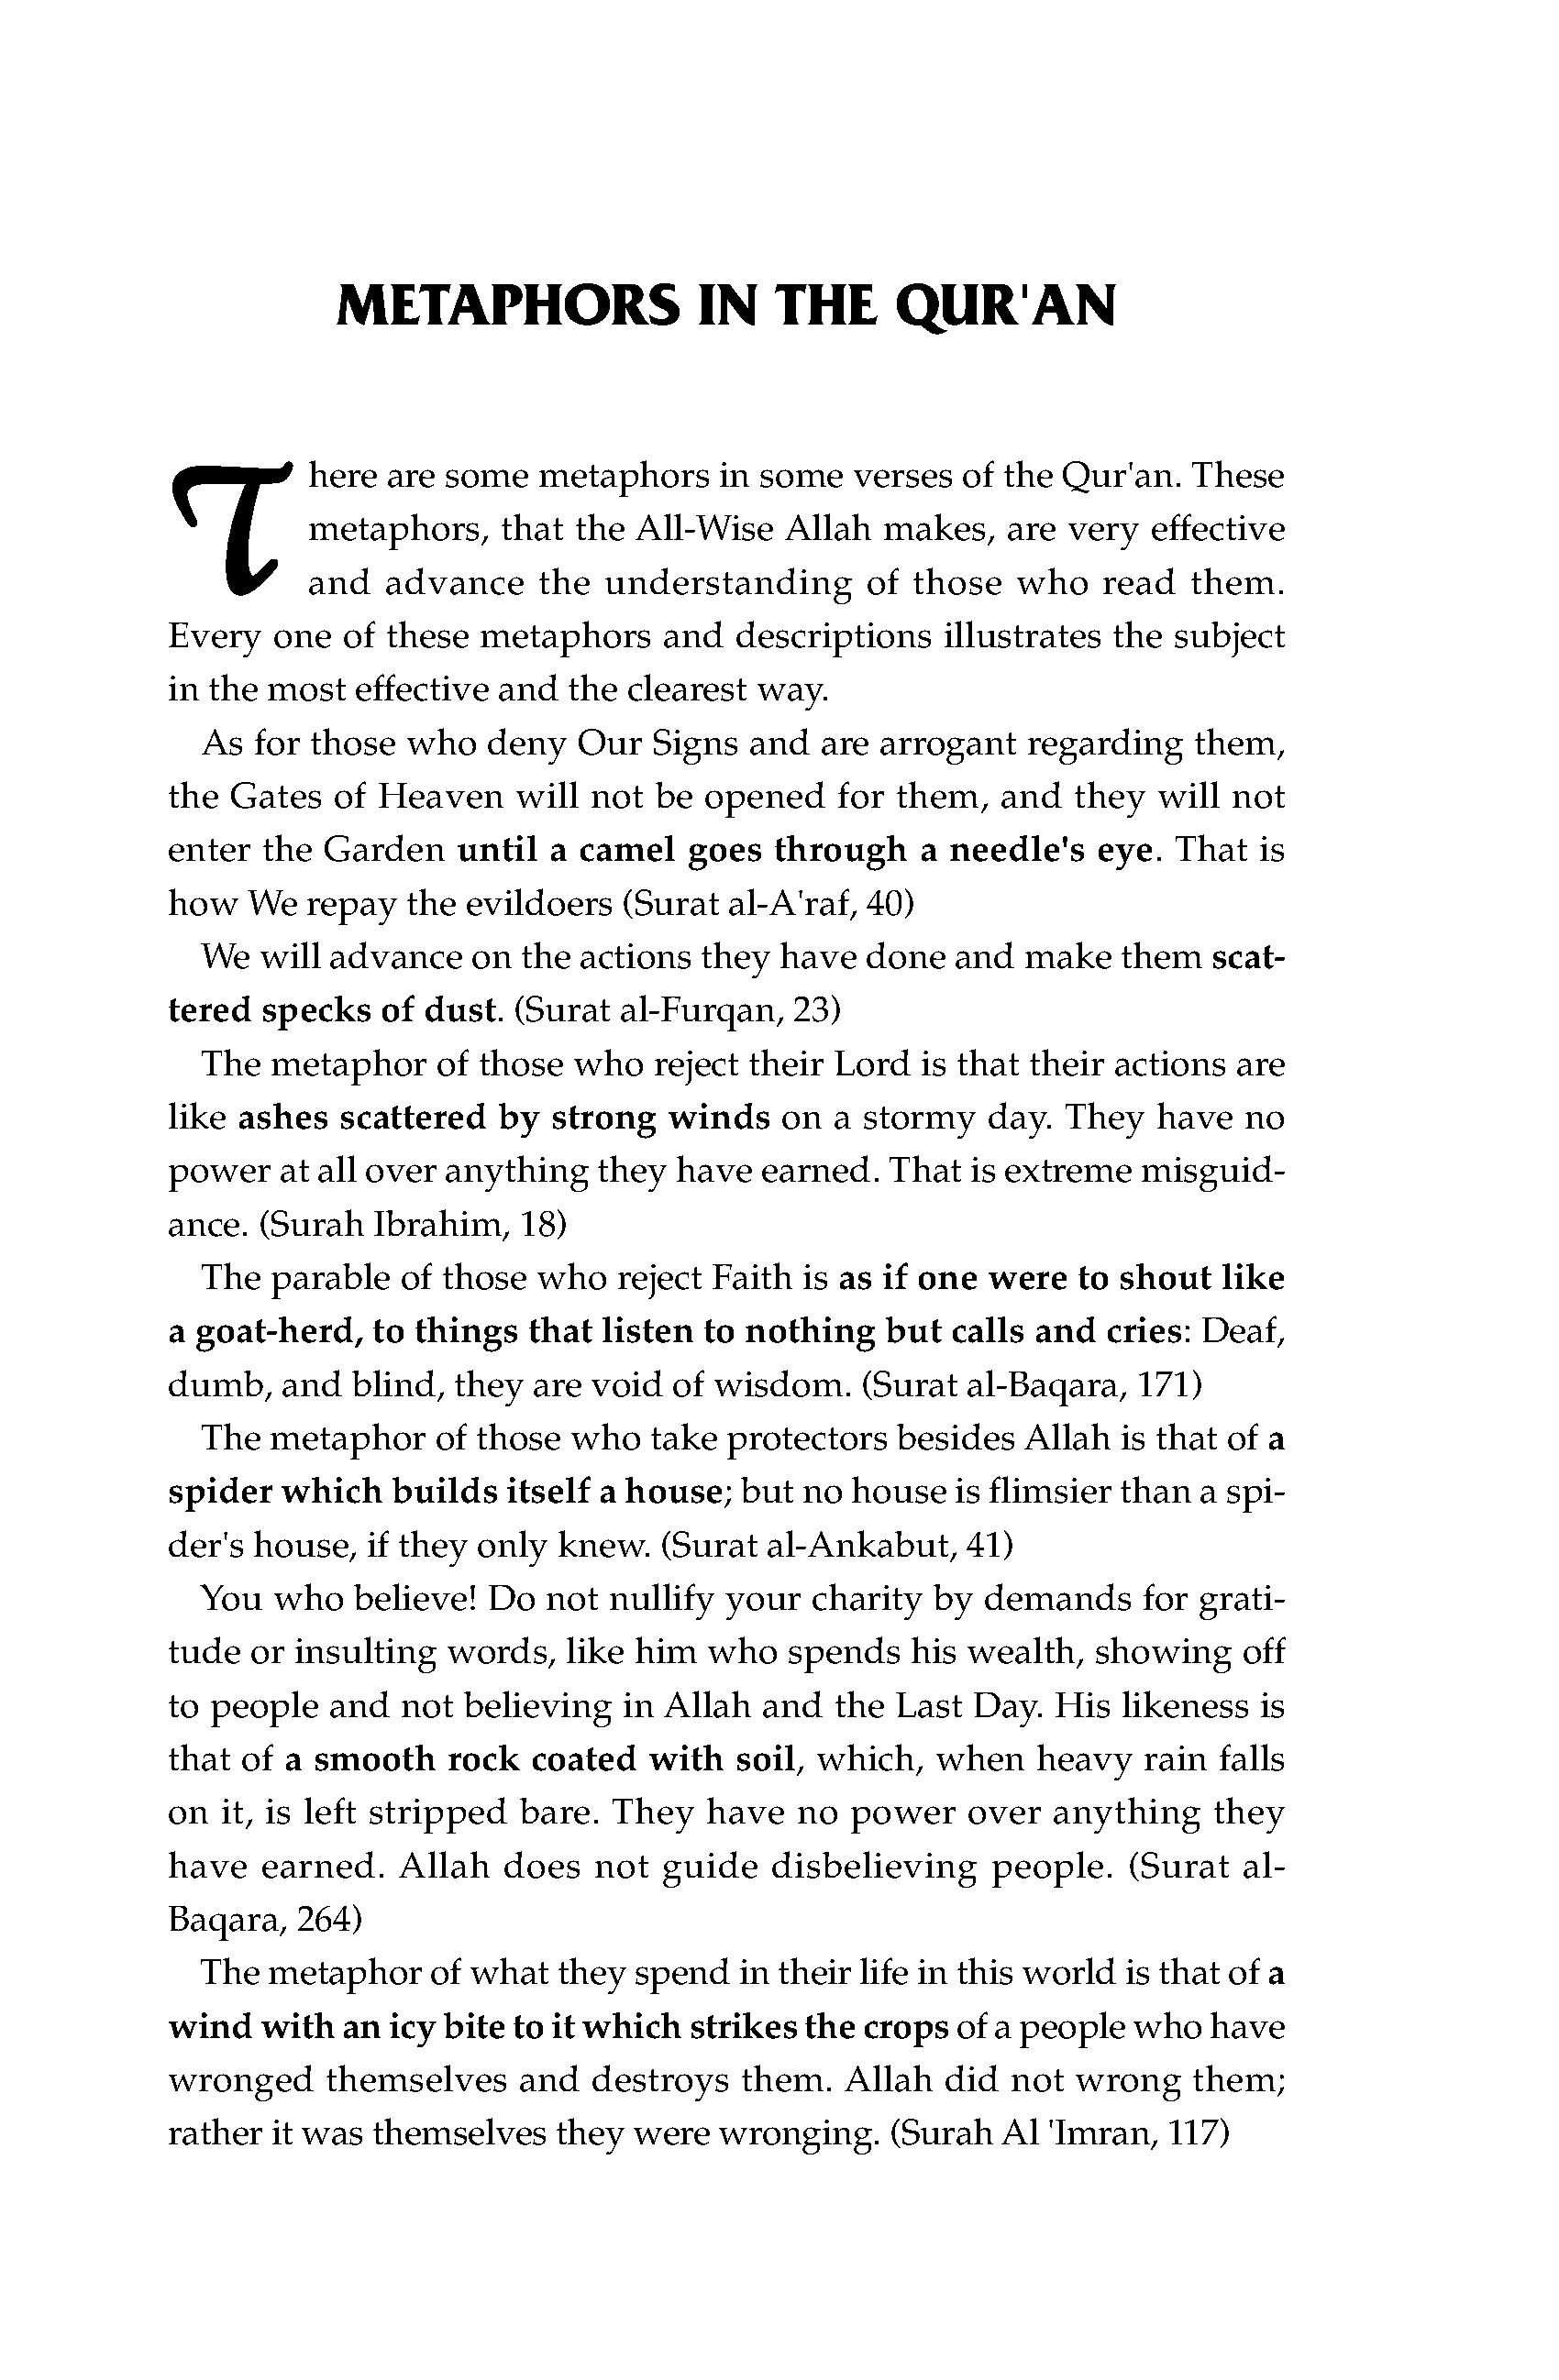 METAPHORS IN THE QUR'AN
There are some metaphors in some verses of the Qur'an. These
metaphors, that the All-Wise Allah makes, are very effective
and advance the understanding of those who read them.
Every one of these metaphors and descriptions illustrates the subject
in the most effective and the clearest way.
As for those who deny Our Signs and are arrogant regarding them,
the Gates of Heaven will not be opened for them, and they will not
enter the Garden until a camel goes through a needle's eye. That is
how We repay the evildoers (Surat al-A'raf, 40)
We will advance on the actions they have done and make them scat-
tered specks of dust. (Surat al-Furqan, 23)
The metaphor of those who reject their Lord is that their actions are
like ashes scattered by strong winds on a stormy day. They have no
power at all over anything they have earned. That is extreme misguid-
ance. (Surah Ibrahim, 18)
The parable of those who reject Faith is as if one were to shout like
a goat-herd, to things that listen to nothing but calls and cries: Deaf,
dumb, and blind, they are void of wisdom. (Surat al-Baqara, 171)
The metaphor of those who take protectors besides Allah is that of a
spider which builds itself a house; but no house is flimsier than a spi-
der's house, if they only knew. (Surat al-Ankabut, 41)
You who believe! Do not nullify your charity by demands for grati-
tude or insulting words, like him who spends his wealth, showing off
to people and not believing in Allah and the Last Day. His likeness is
that of a smooth rock coated with soil, which, when heavy rain falls
on it, is left stripped bare. They have no power over anything they
have earned. Allah does not guide disbelieving people. (Surat al-
Baqara, 264)
The metaphor of what they spend in their life in this world is that of a
wind with an icy bite to it which strikes the crops of a people who have
wronged themselves and destroys them. Allah did not wrong them;
rather it was themselves they were wronging. (Surah Al 'Imran, 117)